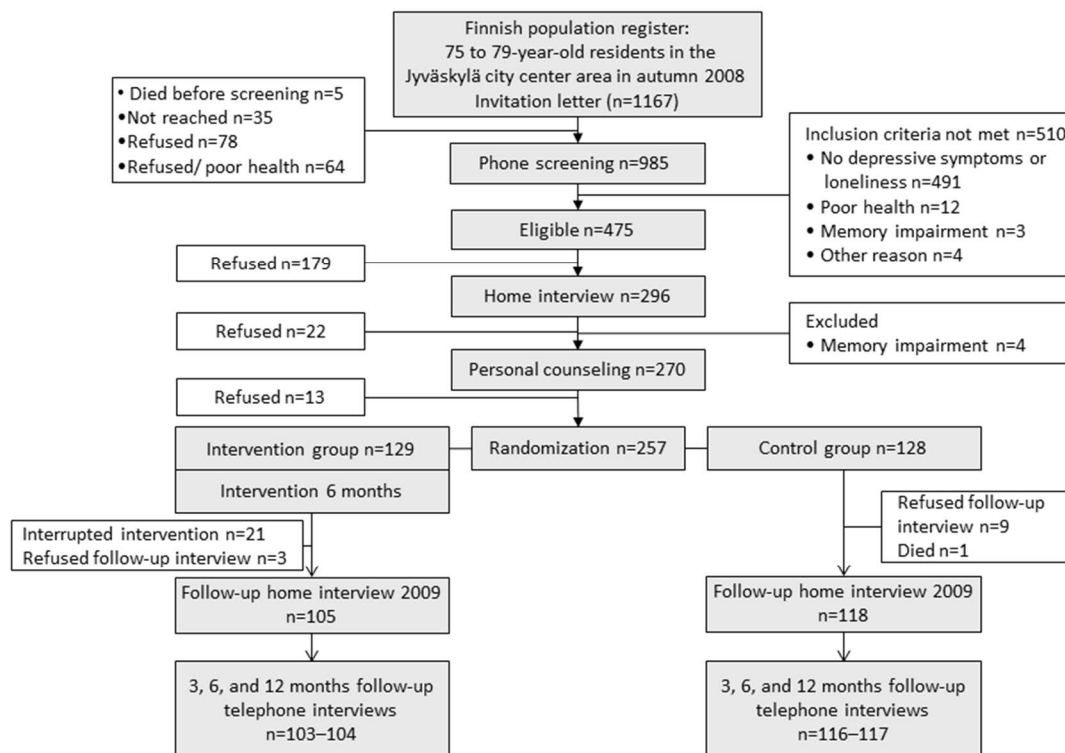 Finnish population register:
75 to 79-year-old residents in the
Jyväskylä city center area in autumn 2008
Invitation letter (n=1167)
• Died before screening n=5
•Not reached n=35
•Refused n=78
•Refused/ poor health n=64
Phone screening n=985
Inclusion criteria not met n=510
• No depressive symptoms or
loneliness n=491
• Poor health n=12
• Memory impairment n=3
• Other reason n=4
Eligible n=475
Refused n=179
Home interview n=296
Refused n=22
Excluded
• Memory impairment n=4
Personal counseling n=270
Refused n=13
Intervention group n=129
Randomization n=257
Control group n=128
Intervention 6 months
Interrupted intervention n=21
Refused follow-up interview n=3
Refused follow-up
interview n=9
Died n=1
Follow-up home interview 2009
n=105
Follow-up home interview 2009
n=118
3, 6, and 12 months follow-up
telephone interviews
n=103–104
3, 6, and 12 months follow-up
telephone interviews
n=116–117